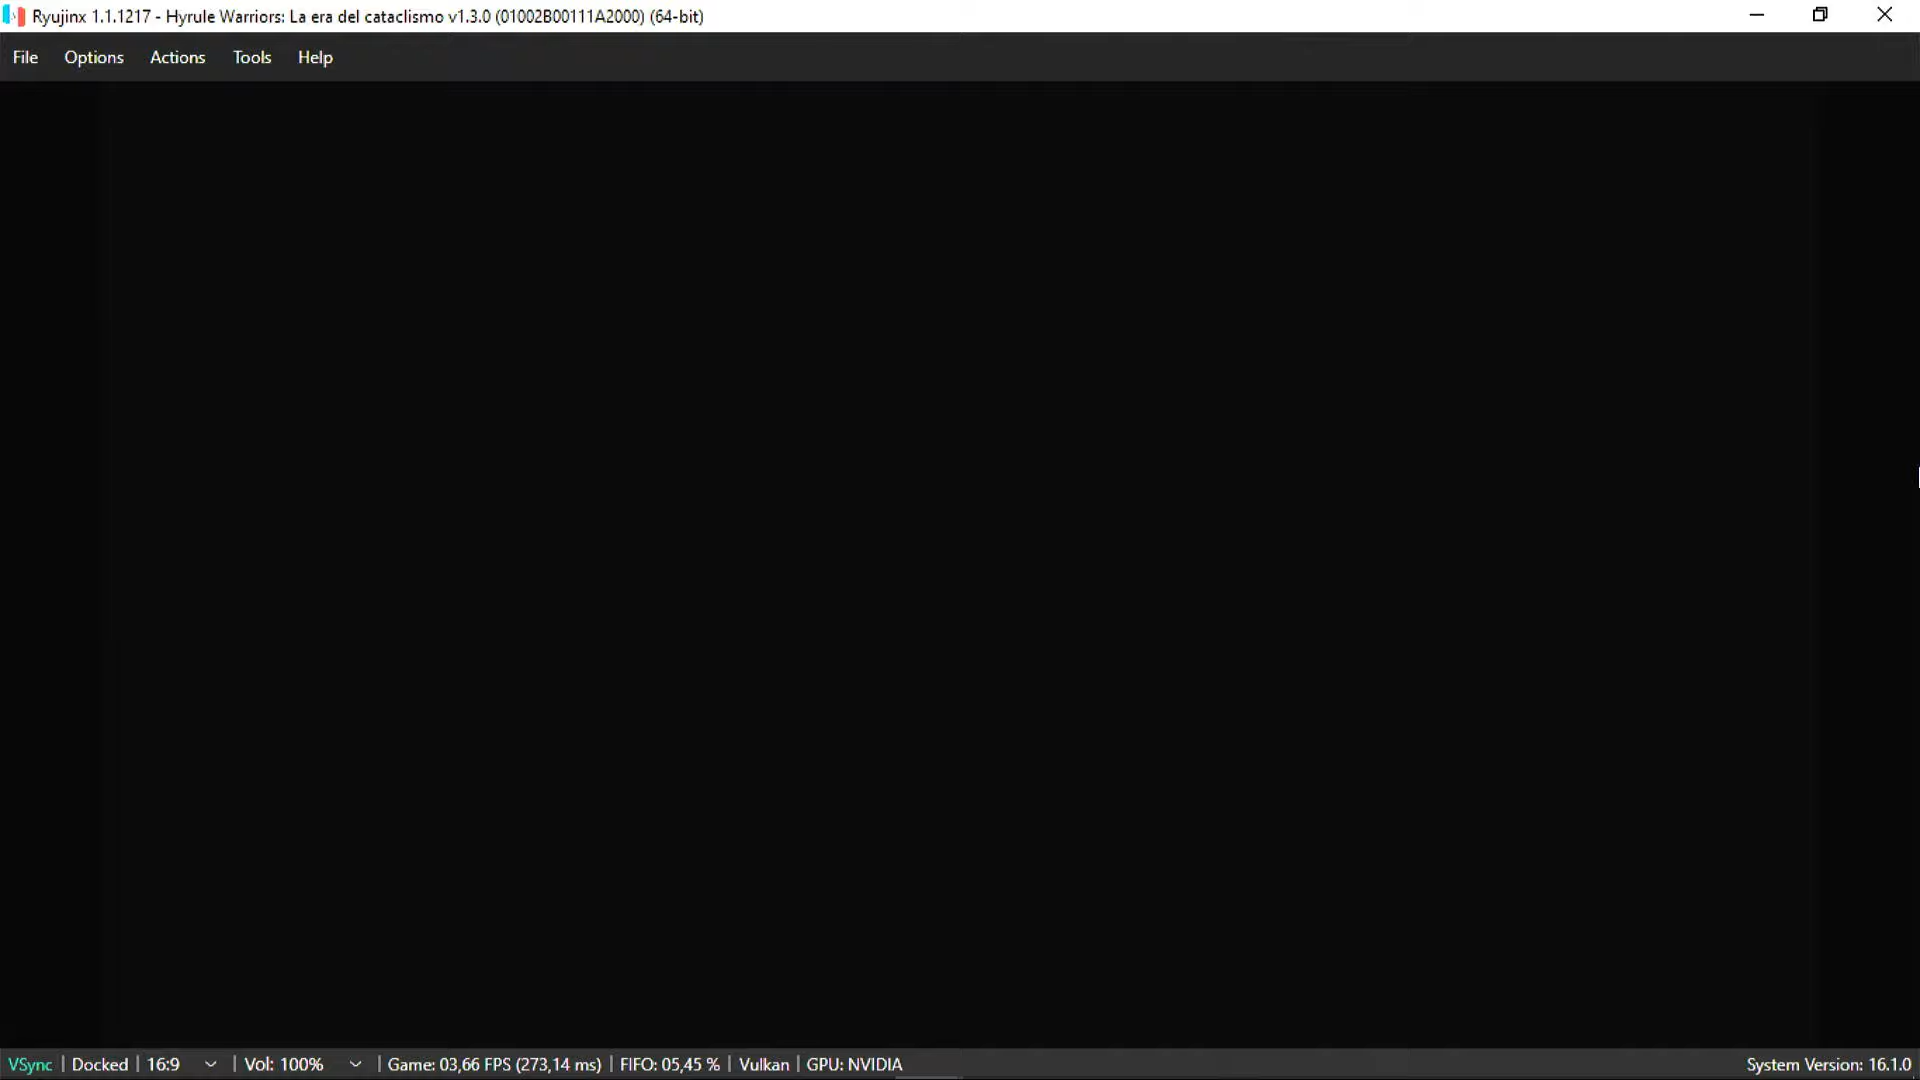 Ryujinx 1.1.1217 - Hyrule Warriors: La era del cataclismo v1.3.0 (01002B00111A2000) (64-bit)
File Options Actions Tools Help
VSync | Docked | 16:9 | Vol: 100% | Game: 03,66 FPS (273,14 ms) | FIFO: 05,45 % | Vulkan | GPU: NVIDIA System Version: 16.1.0